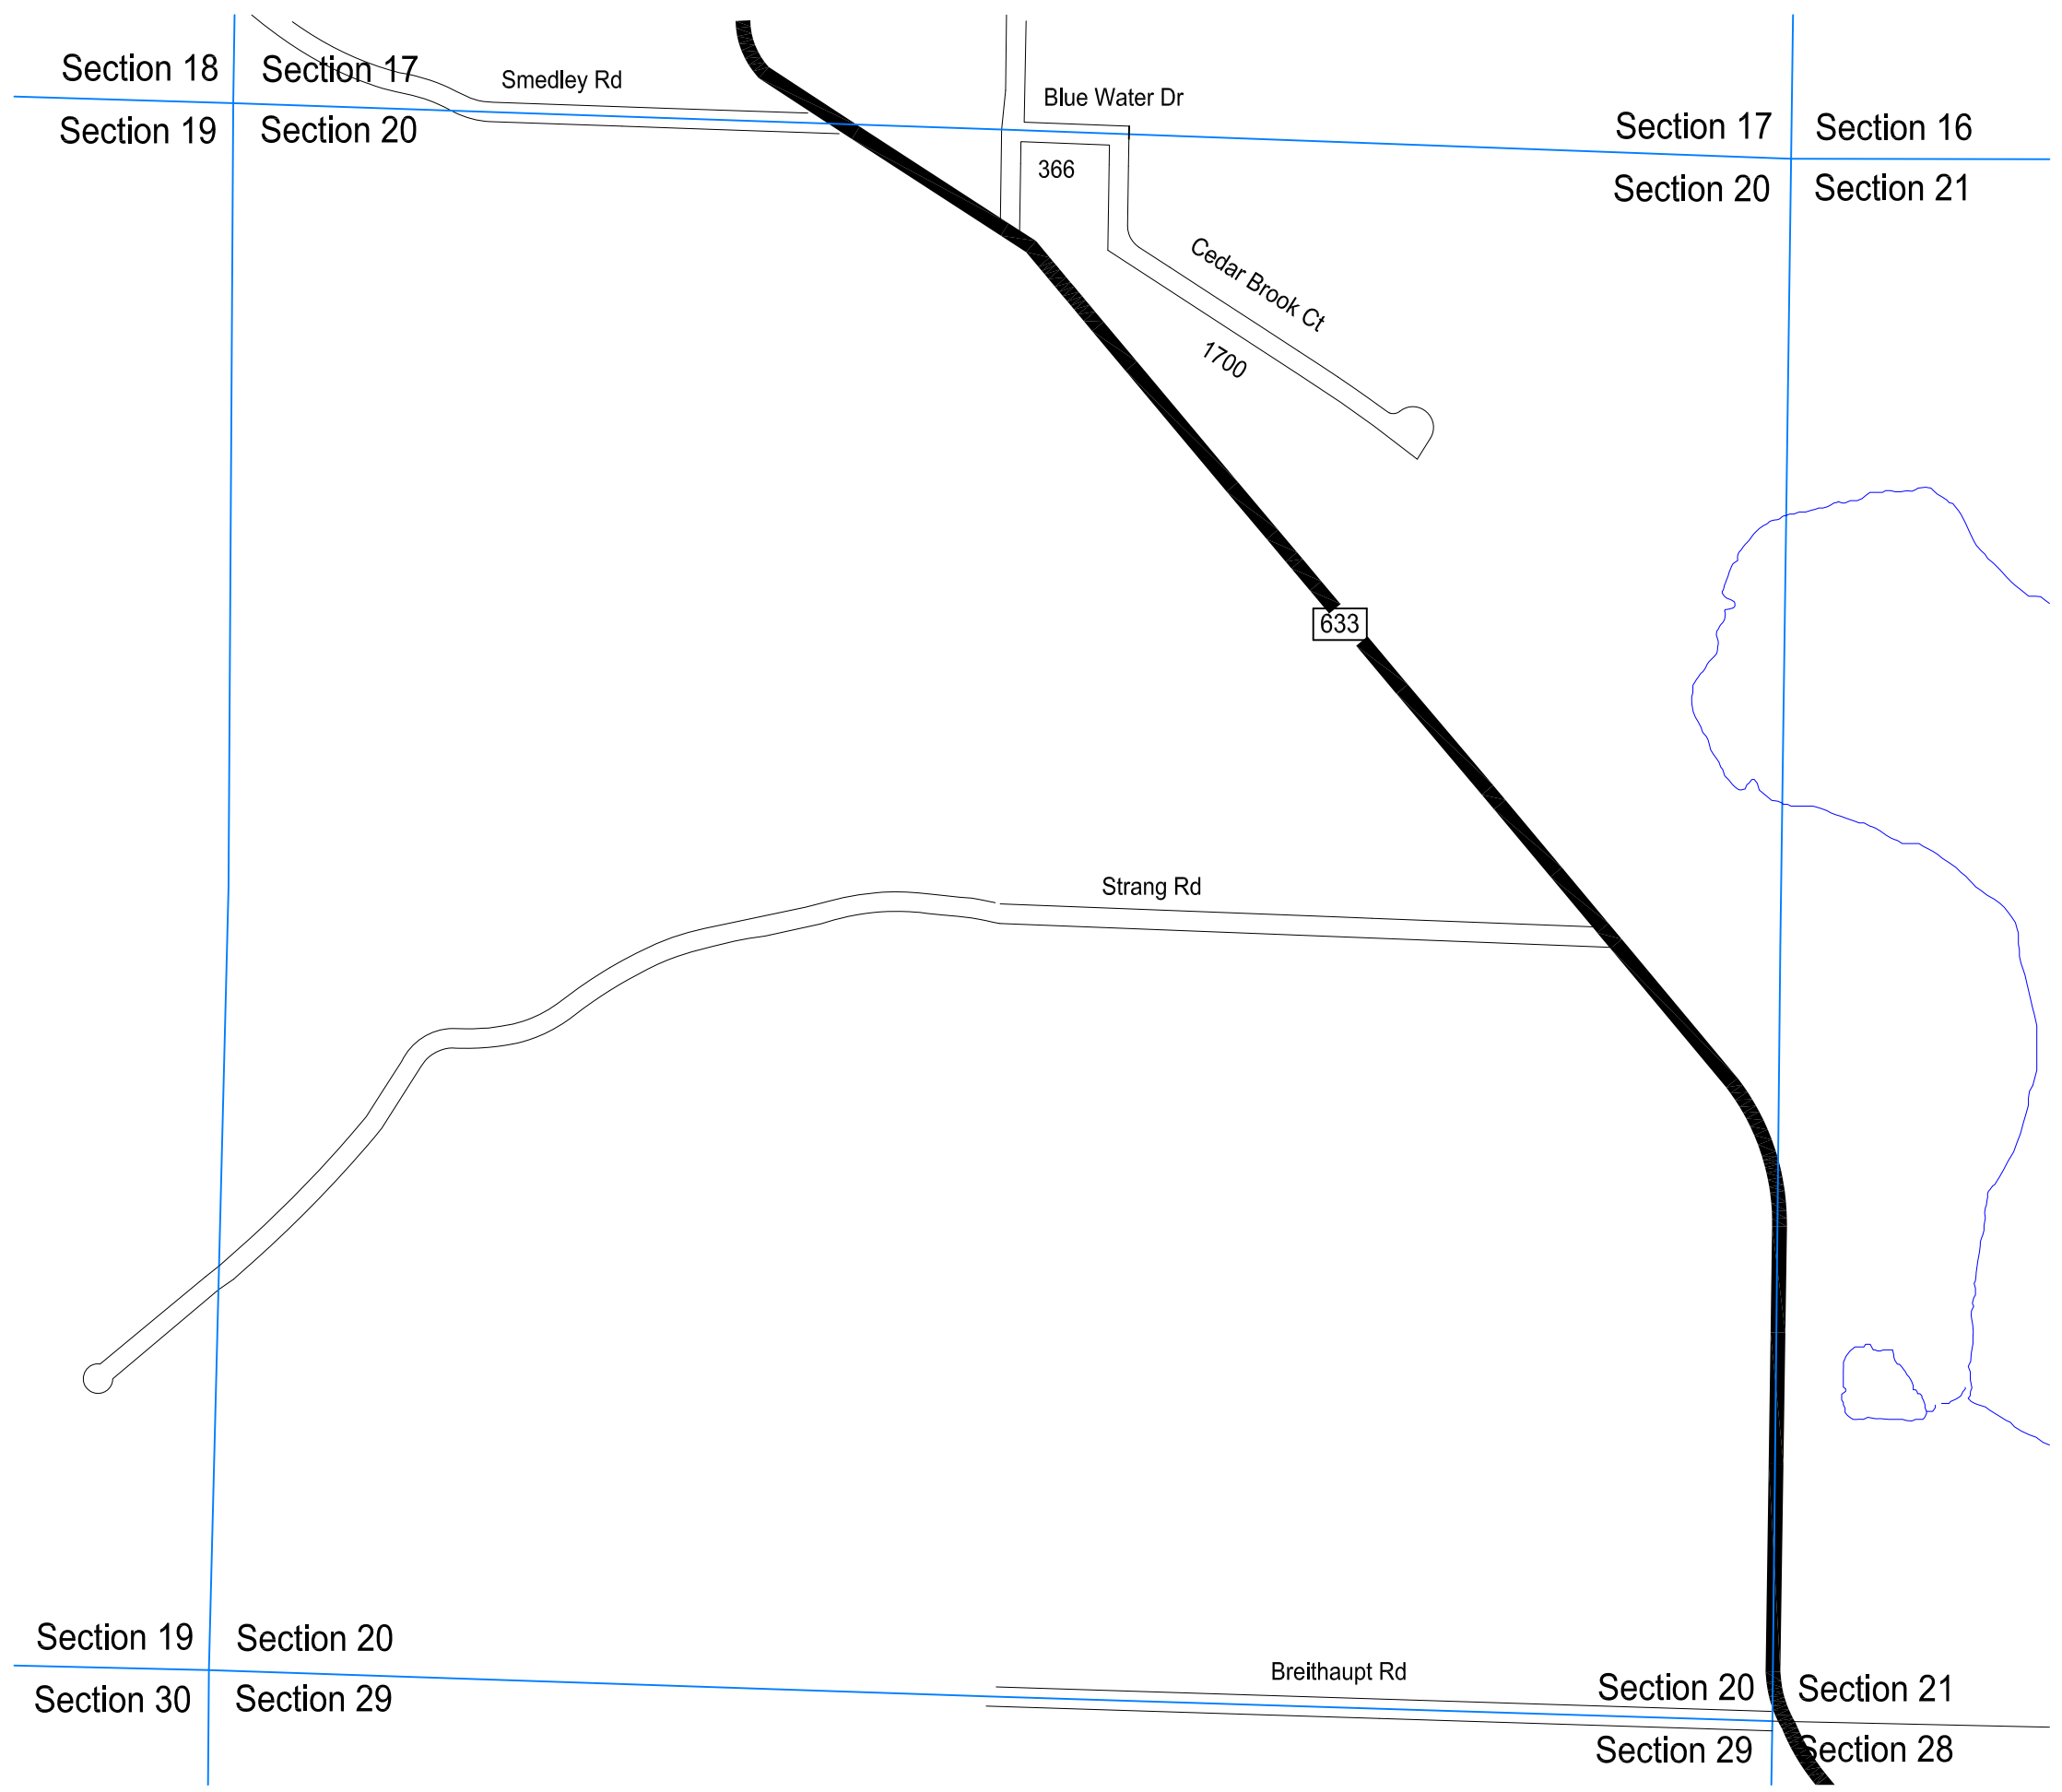 Section 18
Section 17
Smedley Rd
Blue Water Dr
Section 17
Section 16
Section 19
Section 20
366
Section 20
Section 21
Cedar Brook Ct
1700
633
Strang Rd
Section 19
Section 20
Breithaupt Rd
Section 20
Section 21
Section 30
Section 29
Section 29
Section 28